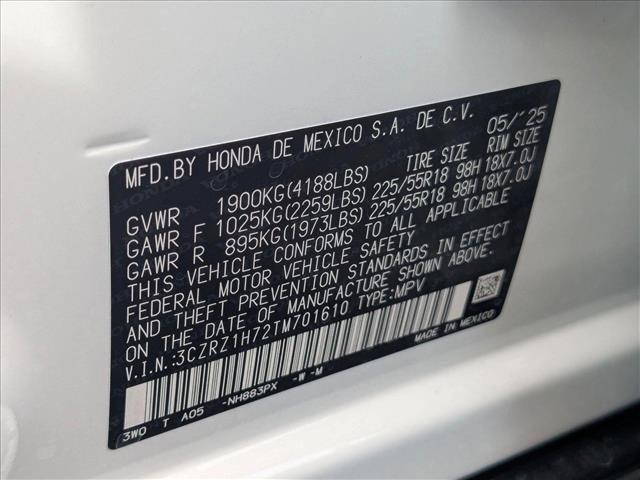 MFD. BY HONDA DE MEXICO S.A. DE C.V. 05/'25
TIRE SIZE RIM SIZE
GVWR 1900KG(4188LBS)
GAWR F 1025KG(2259LBS) 225/55R18 98H 18X7.0J
GAWR R 895KG(1973LBS) 225/55R18 98H 18X7.0J
THIS VEHICLE CONFORMS TO ALL APPLICABLE
FEDERAL MOTOR VEHICLE SAFETY
AND THEFT PREVENTION STANDARDS IN EFFECT
ON THE DATE OF MANUFACTURE SHOWN ABOVE.
V.I.N.:3CZRZ1H72TM701610 TYPE:MPV
MADE IN MEXICO
3W0 T A05 -NH883PX -W -M